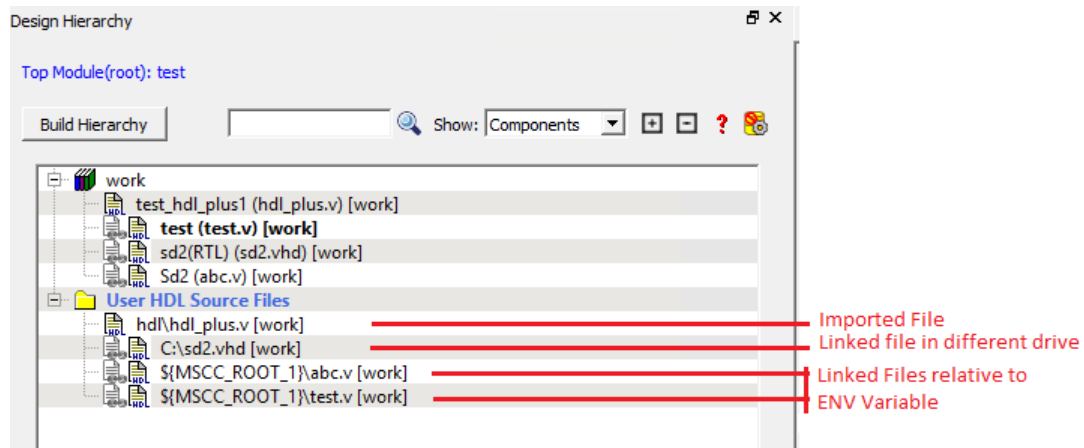 Design Hierarchy
Top Module(root): test
Build Hierarchy
Show: Components
work
test_hdl_plus1 (hdl_plus.v) [work]
test (test.v) [work]
sd2(RTL) (sd2.vhd) [work]
Sd2 (abc.v) [work]
User HDL Source Files
hdl\hdl_plus.v [work]
Imported File
C:\sd2.vhd [work]
Linked file in different drive
${MSCC_ROOT_1}\abc.v [work]
Linked Files relative to
${MSCC_ROOT_1}\test.v [work]
ENV Variable